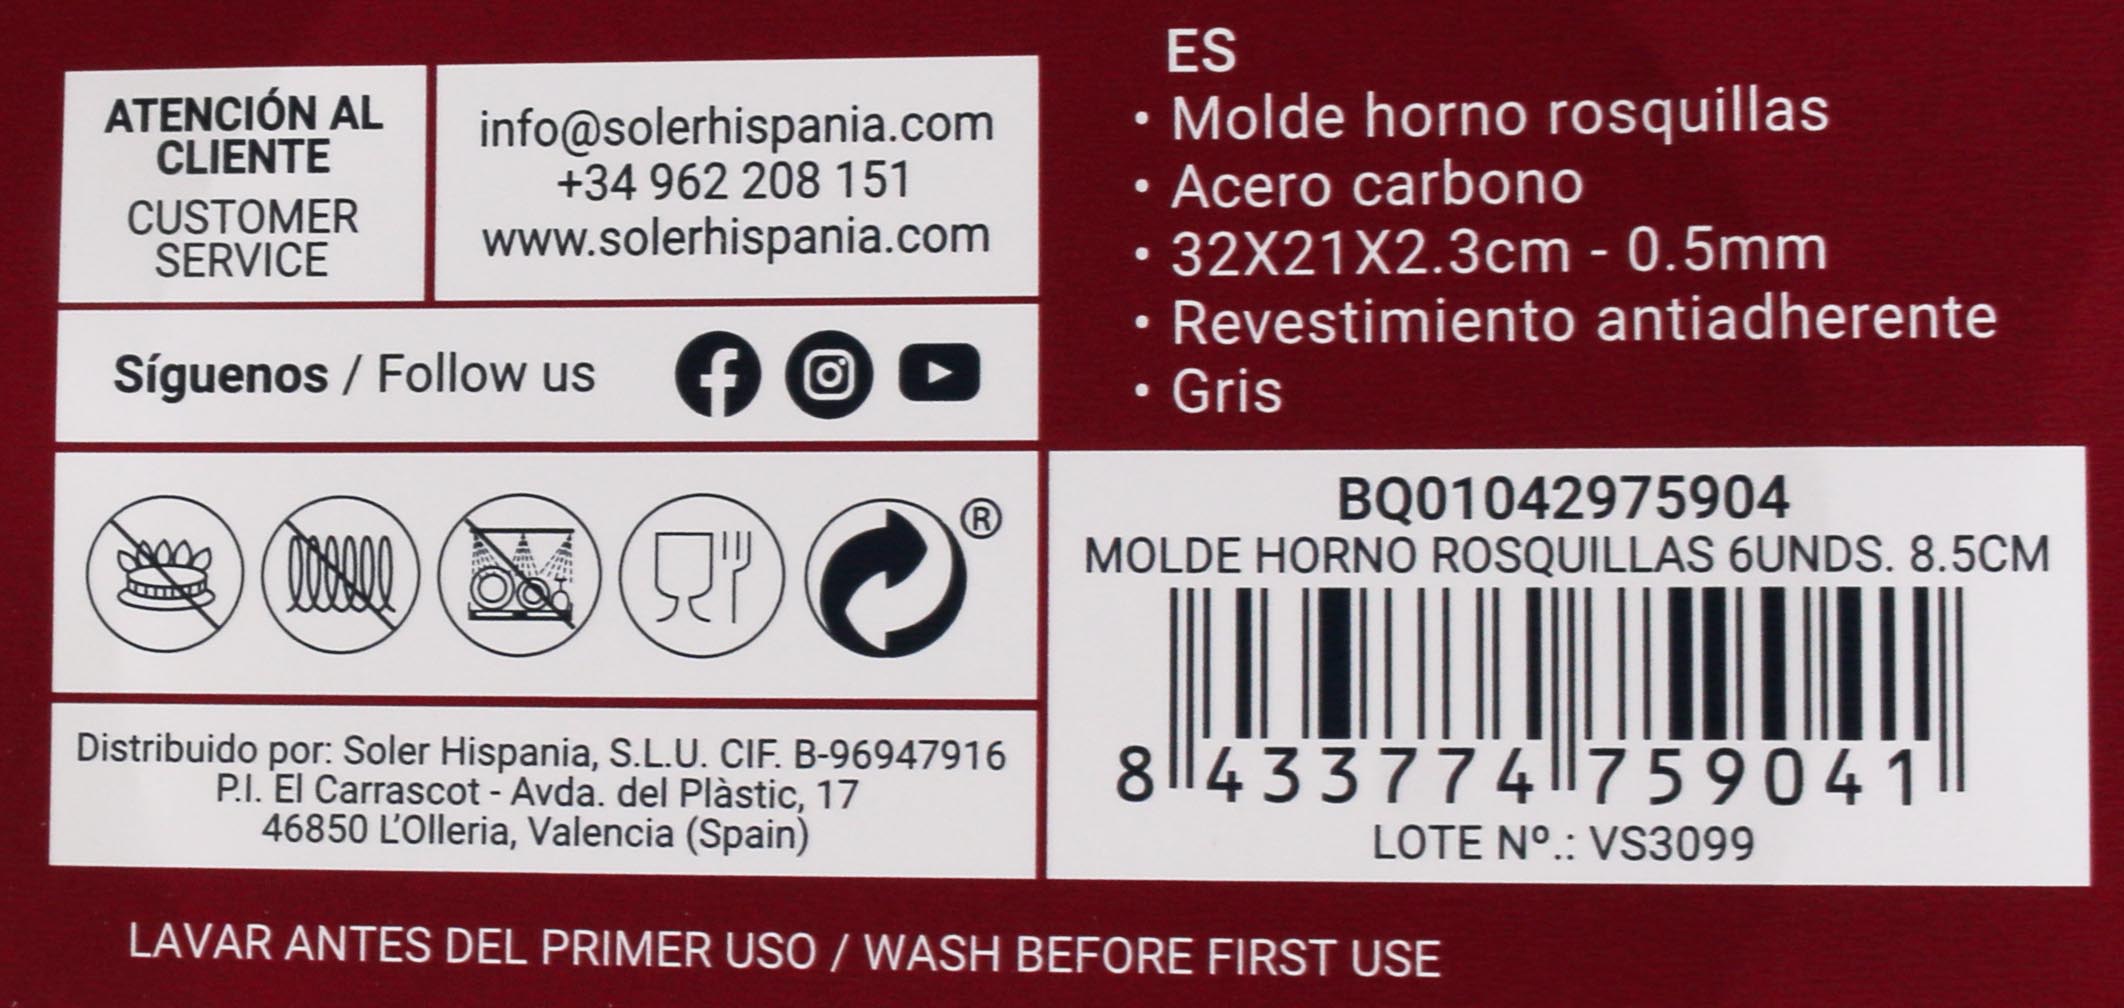 ATENCIÓN AL
CLIENTE
CUSTOMER
SERVICE
info@solerhispania.com
+34 962 208 151
www.solerhispania.com
Síguenos / Follow us
®
Distribuido por: Soler Hispania, S.L.U. CIF. B-96947916
P.I. El Carrascot - Avda. del Plàstic, 17
46850 L'Olleria, Valencia (Spain)
ES
• Molde horno rosquillas
• Acero carbono
• 32X21X2.3cm - 0.5mm
• Revestimiento antiadherente
• Gris
BQ01042975904
MOLDE HORNO ROSQUILLAS 6UNDS. 8.5CM
8 433774 759041
LOTE Nº.: VS3099
LAVAR ANTES DEL PRIMER USO / WASH BEFORE FIRST USE